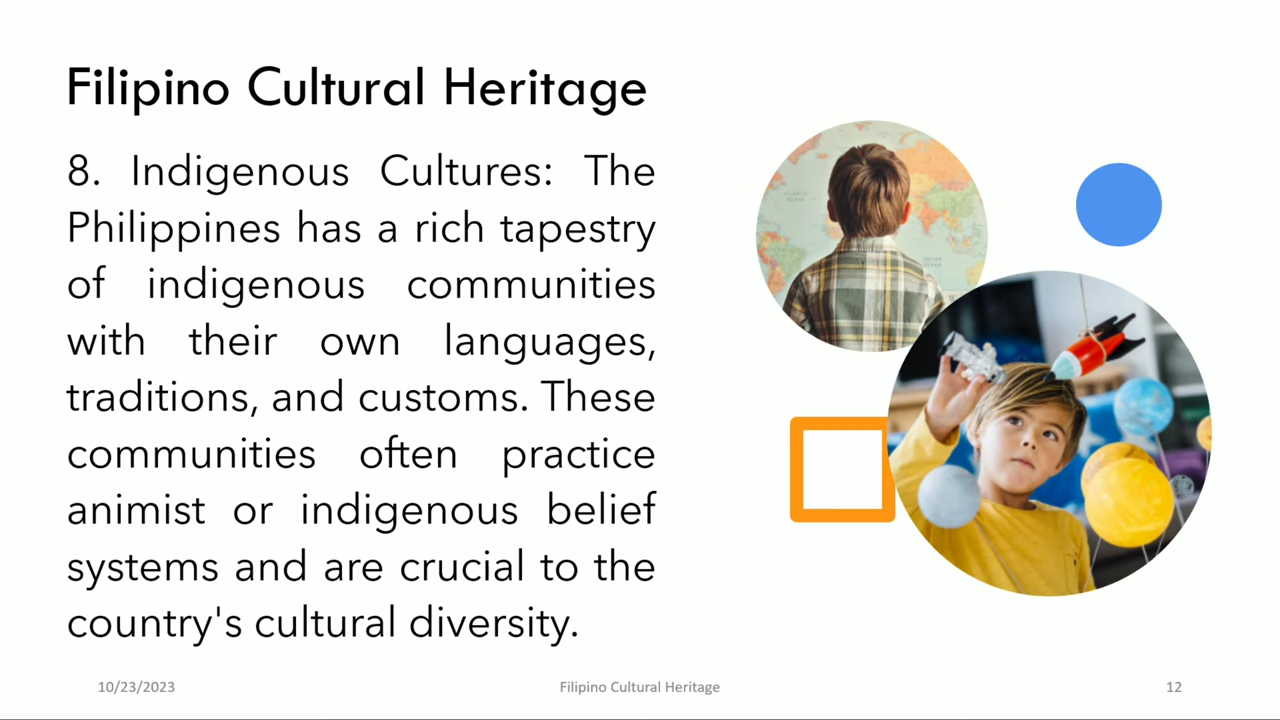 Filipino Cultural Heritage
8. Indigenous Cultures: The
Philippines has a rich tapestry
of indigenous communities
with their own languages,
traditions, and customs. These
communities often practice
animist or indigenous belief
systems and are crucial to the
country's cultural diversity.
10/23/2023
Filipino Cultural Heritage
12